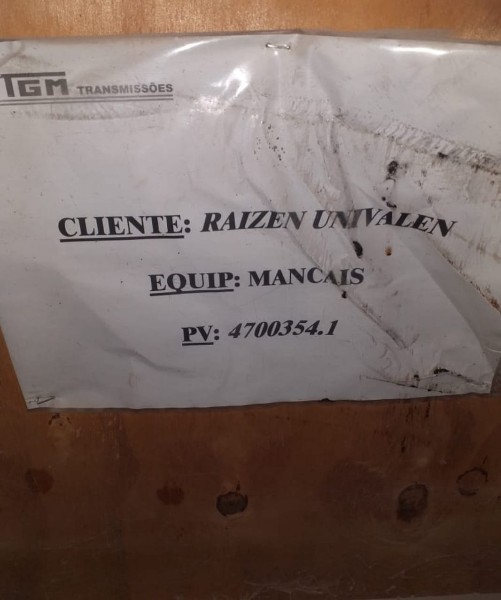 TGM TRANSMISSÕES
CLIENTE: RAIZEN UNIVALEN
EQUIP: MANCAIS
PV: 4700354.1